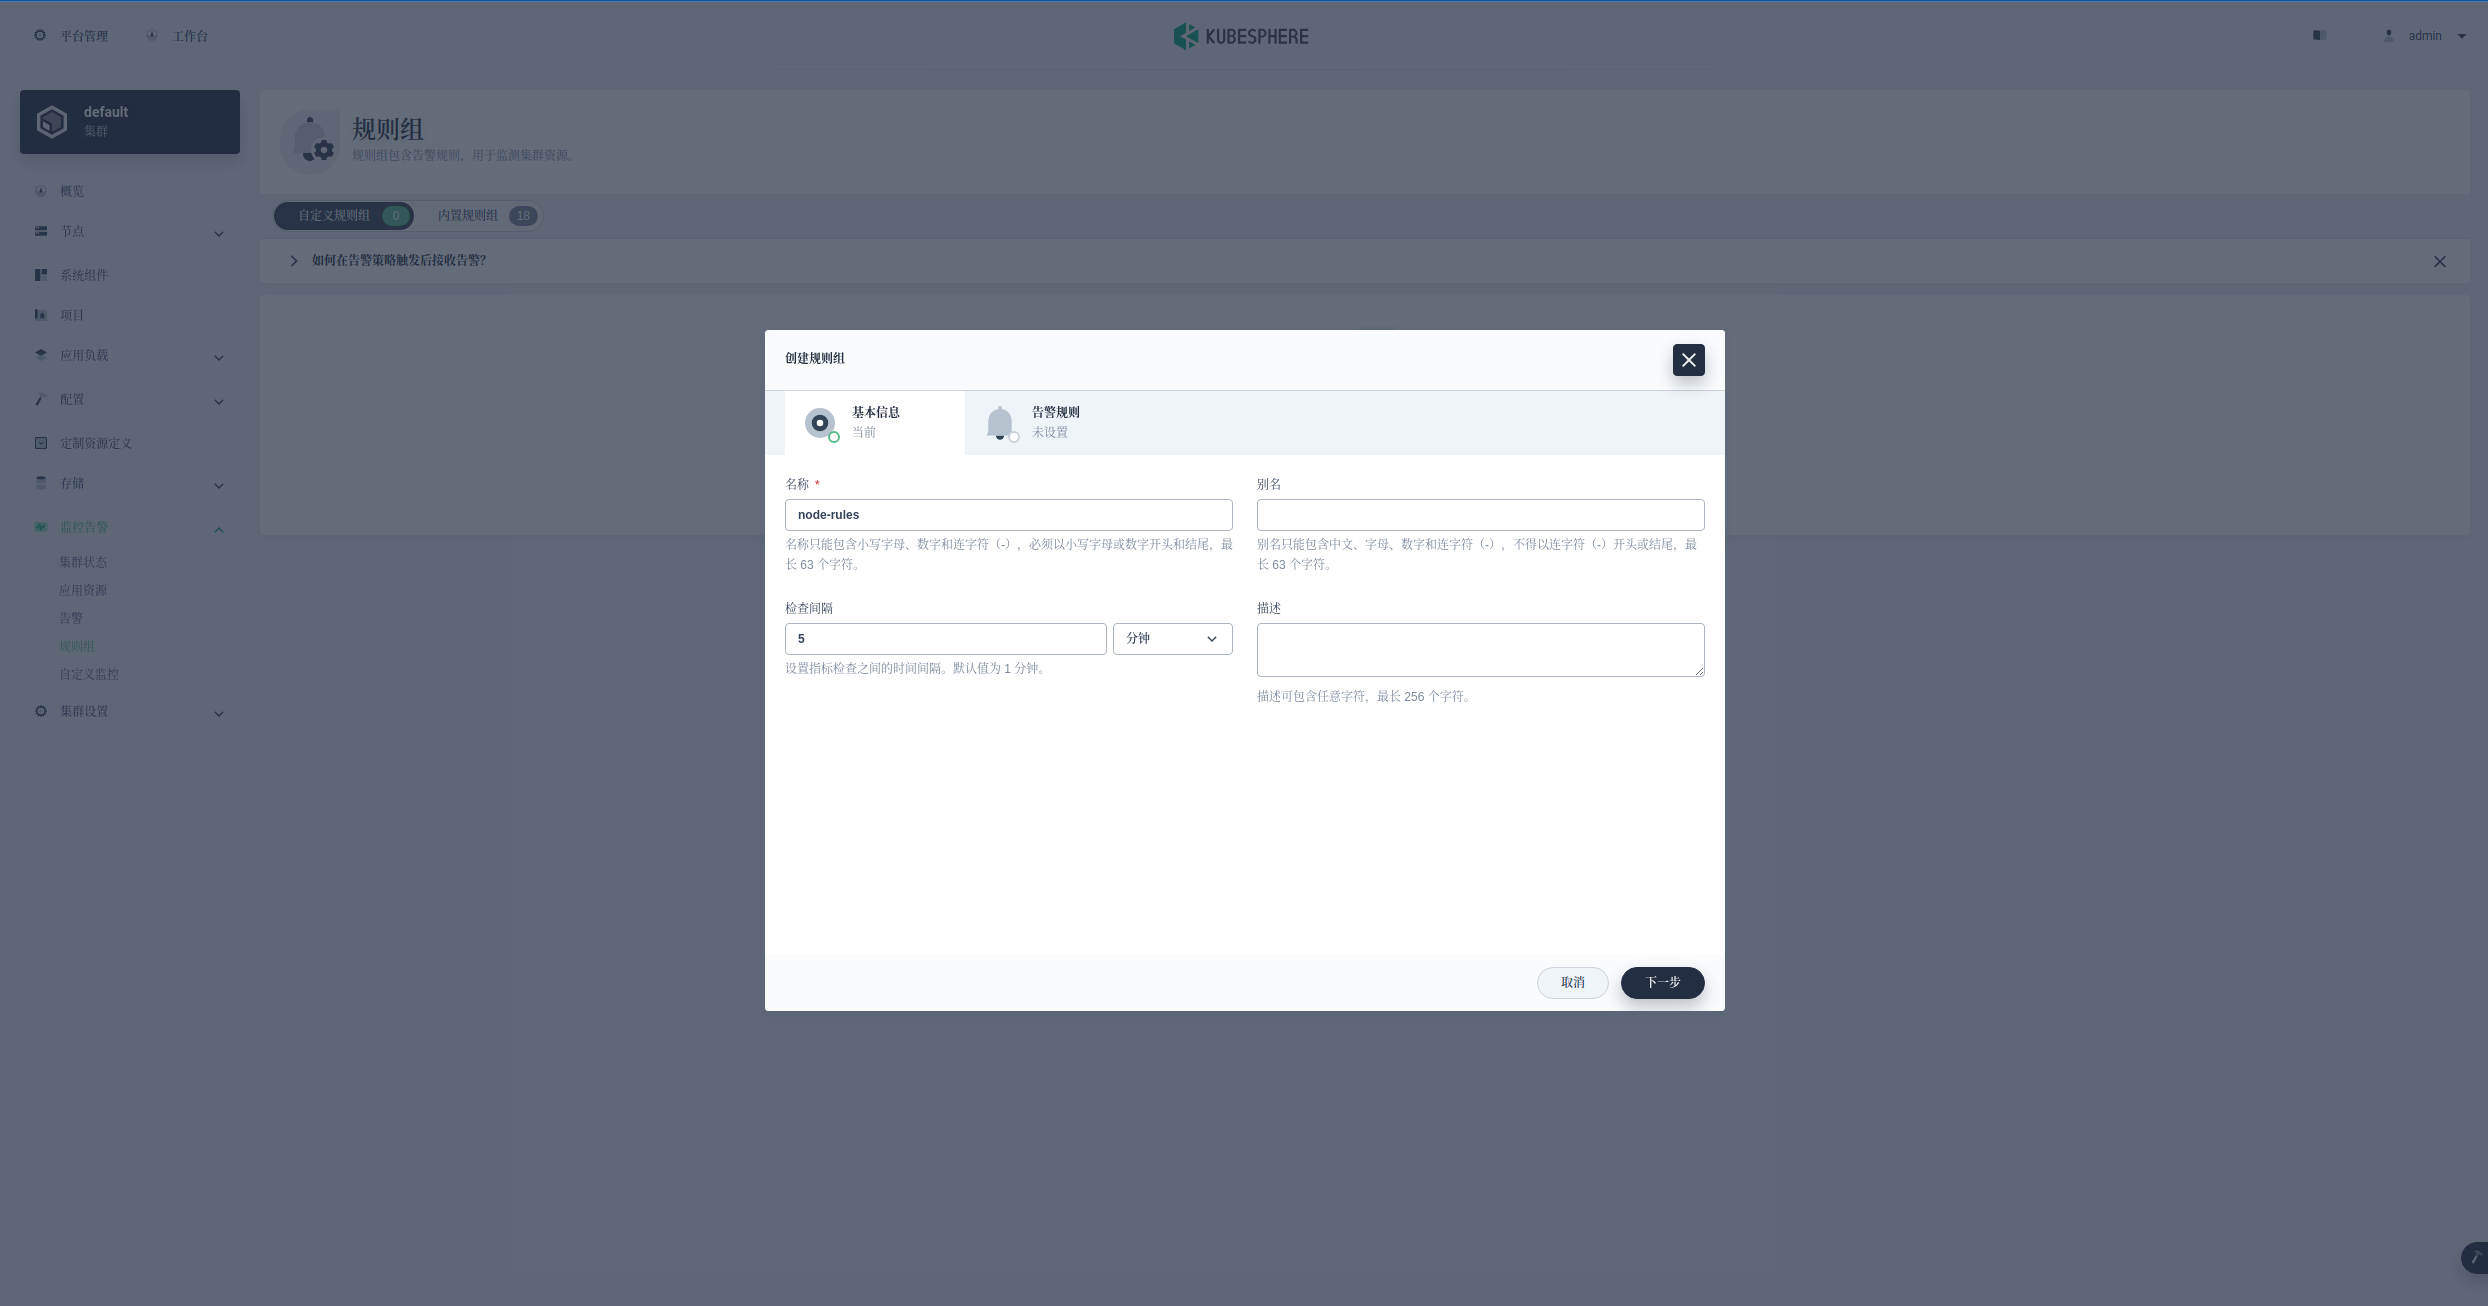 平台管理
工作台
KUBESPHERE
admin
default
集群
概览
节点
系统组件
项目
应用负载
配置
定制资源定义
存储
监控告警
集群状态
应用资源
告警
规则组
自定义监控
集群设置
规则组
规则组包含告警规则，用于监测集群资源。
自定义规则组 0
内置规则组 18
如何在告警策略触发后接收告警？
创建规则组
基本信息
当前
告警规则
未设置
名称 *
node-rules
名称只能包含小写字母、数字和连字符（-），必须以小写字母或数字开头和结尾，最
长 63 个字符。
别名
别名只能包含中文、字母、数字和连字符（-），不得以连字符（-）开头或结尾，最
长 63 个字符。
检查间隔
5
分钟
设置指标检查之间的时间间隔。默认值为 1 分钟。
描述
描述可包含任意字符，最长 256 个字符。
取消
下一步